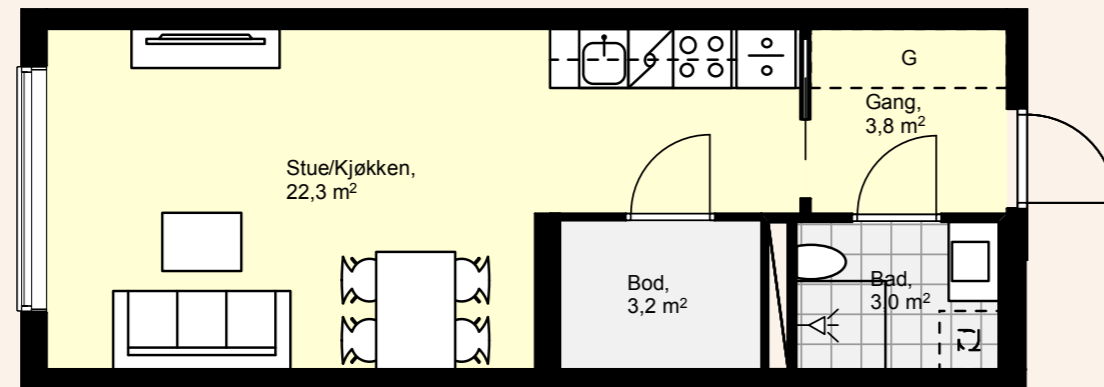 G
Gang,
3,8 m²
Stue/Kjøkken,
22,3 m²
Bod,
3,2 m²
Bad,
3,0 m²